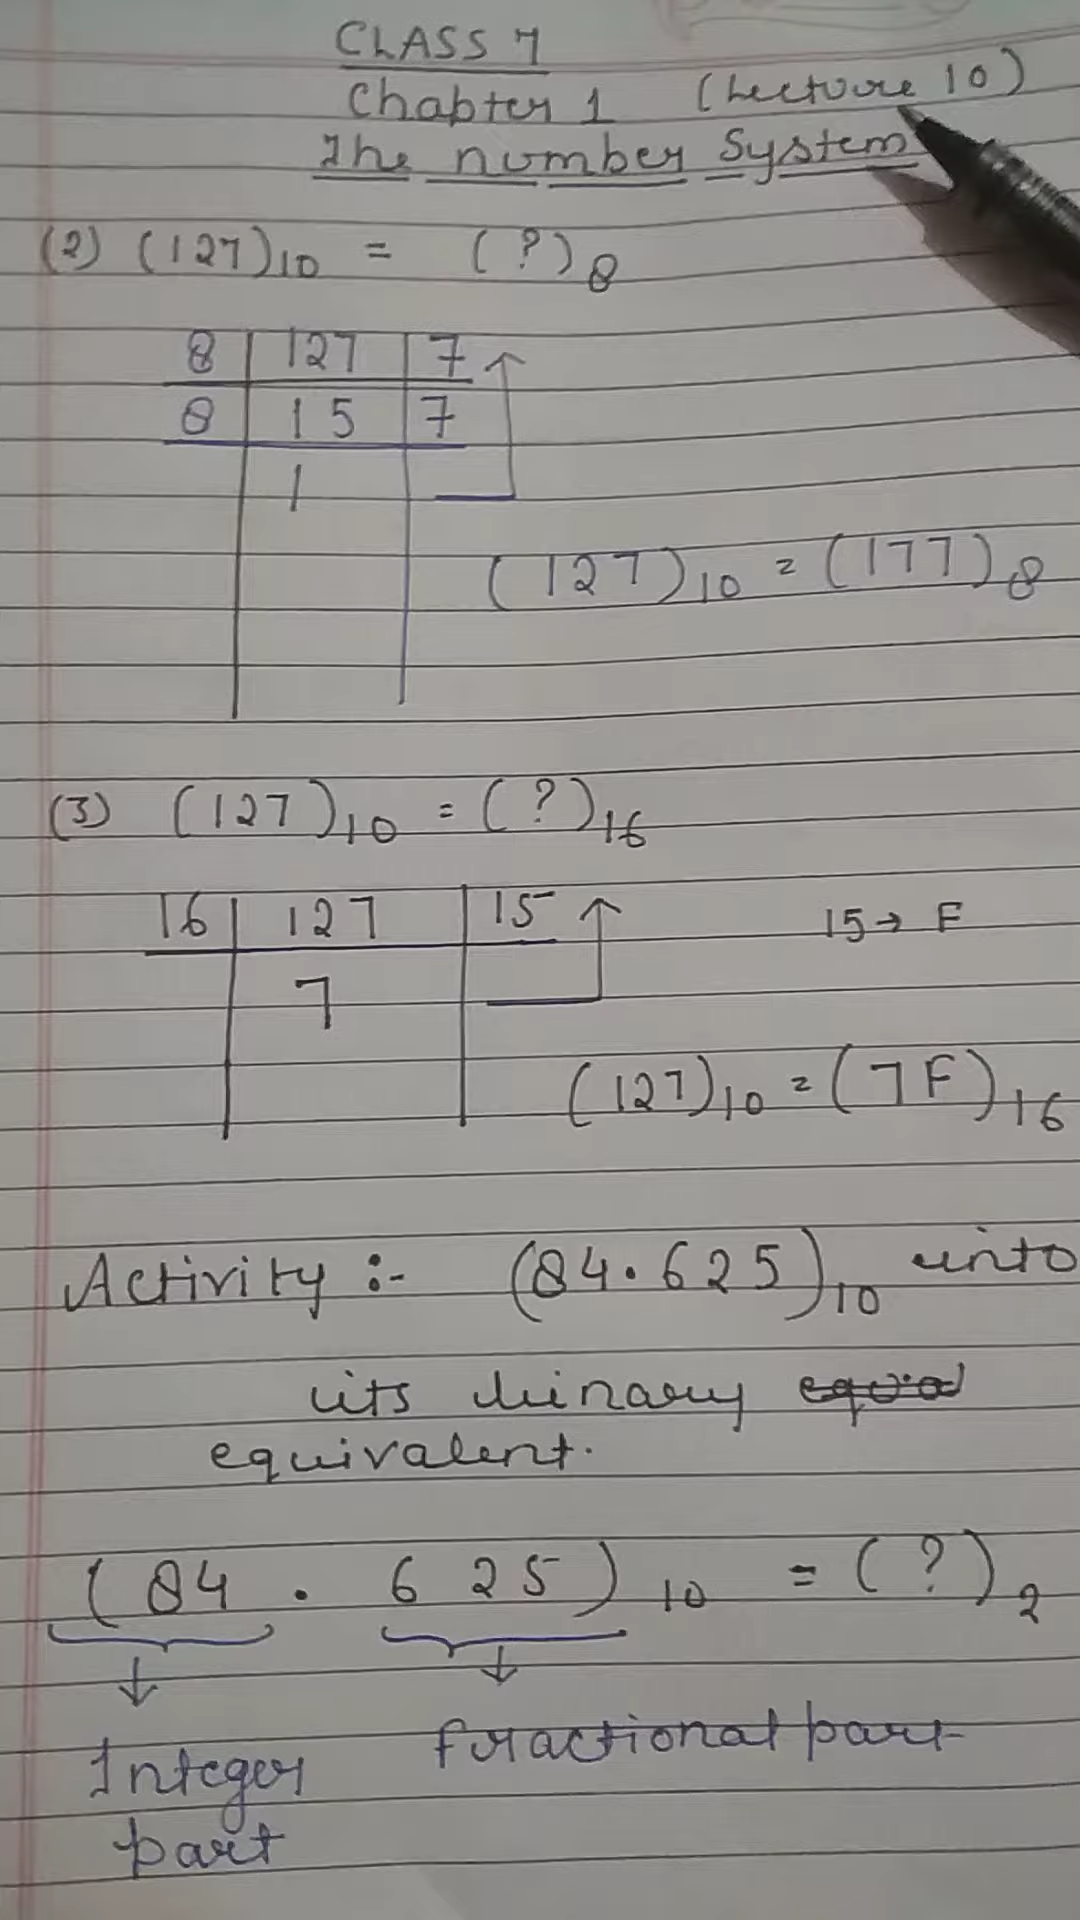 CLASS 7
Chapter 1 (Lecture 10)
The number System
(2) (127)10 = (?)8
8 | 127 | 7
8 | 15 | 7
1
(127)10 = (177)8
(3) (127)10 = (?)16
16 | 127 | 15
15 → F
7
(127)10 = (7F)16
Activity :- (84.625)10 into
its binary
equivalent.
(84 . 625)10 = (?)2
Integer part
fractional part